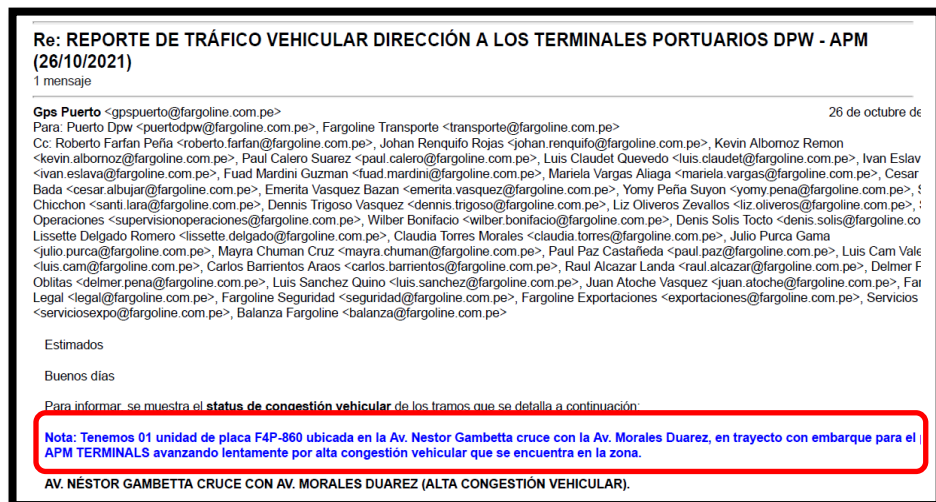 Re: REPORTE DE TRÁFICO VEHICULAR DIRECCIÓN A LOS TERMINALES PORTUARIOS DPW - APM
(26/10/2021)
1 mensaje
Gps Puerto <gpspuerto@fargoline.com.pe> 26 de octubre de
Para: Puerto Dpw <puertodpw@fargoline.com.pe>, Fargoline Transporte <transporte@fargoline.com.pe>
Cc: Roberto Farfan Peña <roberto.farfan@fargoline.com.pe>, Johan Renquifo Rojas <johan.renquifo@fargoline.com.pe>, Kevin Albornoz Remon
<kevin.albornoz@fargoline.com.pe>, Paul Calero Suarez <paul.calero@fargoline.com.pe>, Luis Claudet Quevedo <luis.claudet@fargoline.com.pe>, Ivan Eslav
<ivan.eslava@fargoline.com.pe>, Fuad Mardini Guzman <fuad.mardini@fargoline.com.pe>, Mariela Vargas Aliaga <mariela.vargas@fargoline.com.pe>, Cesar
Bada <cesar.albujar@fargoline.com.pe>, Emerita Vasquez Bazan <emerita.vasquez@fargoline.com.pe>, Yomy Peña Suyon <yomy.pena@fargoline.com.pe>,
Chicchon <santi.lara@fargoline.com.pe>, Dennis Trigoso Vasquez <dennis.trigoso@fargoline.com.pe>, Liz Oliveros Zevallos <liz.oliveros@fargoline.com.pe>,
Operaciones <supervisionoperaciones@fargoline.com.pe>, Wilber Bonifacio <wilber.bonifacio@fargoline.com.pe>, Denis Solis Tocto <denis.solis@fargoline.co
Lissette Delgado Romero <lissette.delgado@fargoline.com.pe>, Claudia Torres Morales <claudia.torres@fargoline.com.pe>, Julio Purca Gama
<julio.purca@fargoline.com.pe>, Mayra Chuman Cruz <mayra.chuman@fargoline.com.pe>, Paul Paz Castañeda <paul.paz@fargoline.com.pe>, Luis Cam Vale
<luis.cam@fargoline.com.pe>, Carlos Barrientos Araos <carlos.barrientos@fargoline.com.pe>, Raul Alcazar Landa <raul.alcazar@fargoline.com.pe>, Delmer
Oblitas <delmer.pena@fargoline.com.pe>, Luis Sanchez Quino <luis.sanchez@fargoline.com.pe>, Juan Atoche Vasquez <juan.atoche@fargoline.com.pe>, Far
Legal <legal@fargoline.com.pe>, Fargoline Seguridad <seguridad@fargoline.com.pe>, Fargoline Exportaciones <exportaciones@fargoline.com.pe>, Servicios
<serviciosexpo@fargoline.com.pe>, Balanza Fargoline <balanza@fargoline.com.pe>
Estimados
Buenos días
Para informar, se muestra el status de congestión vehicular de los tramos que se detalla a continuación:
Nota: Tenemos 01 unidad de placa F4P-860 ubicada en la Av. Nestor Gambetta cruce con la Av. Morales Duarez, en trayecto con embarque para el
APM TERMINALS avanzando lentamente por alta congestión vehicular que se encuentra en la zona.
AV. NÉSTOR GAMBETTA CRUCE CON AV. MORALES DUAREZ (ALTA CONGESTIÓN VEHICULAR).